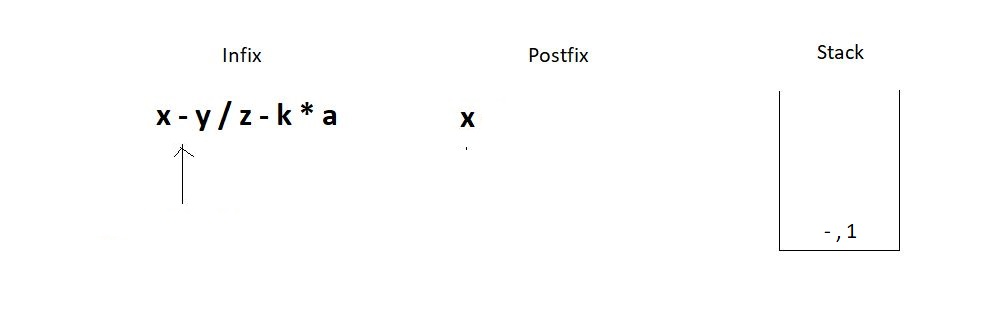 Infix Postfix Stack
x - y / z - k * a x
- , 1